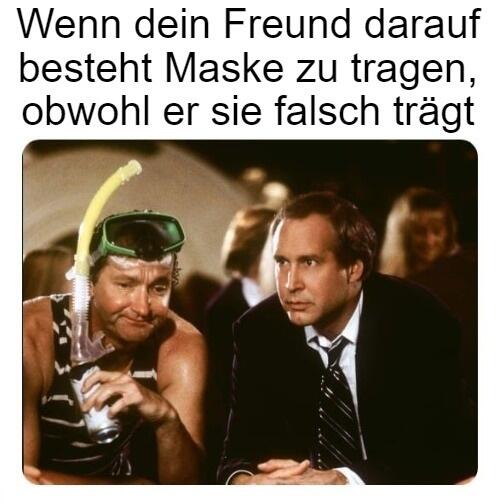 Wenn dein Freund darauf
besteht Maske zu tragen,
obwohl er sie falsch trägt